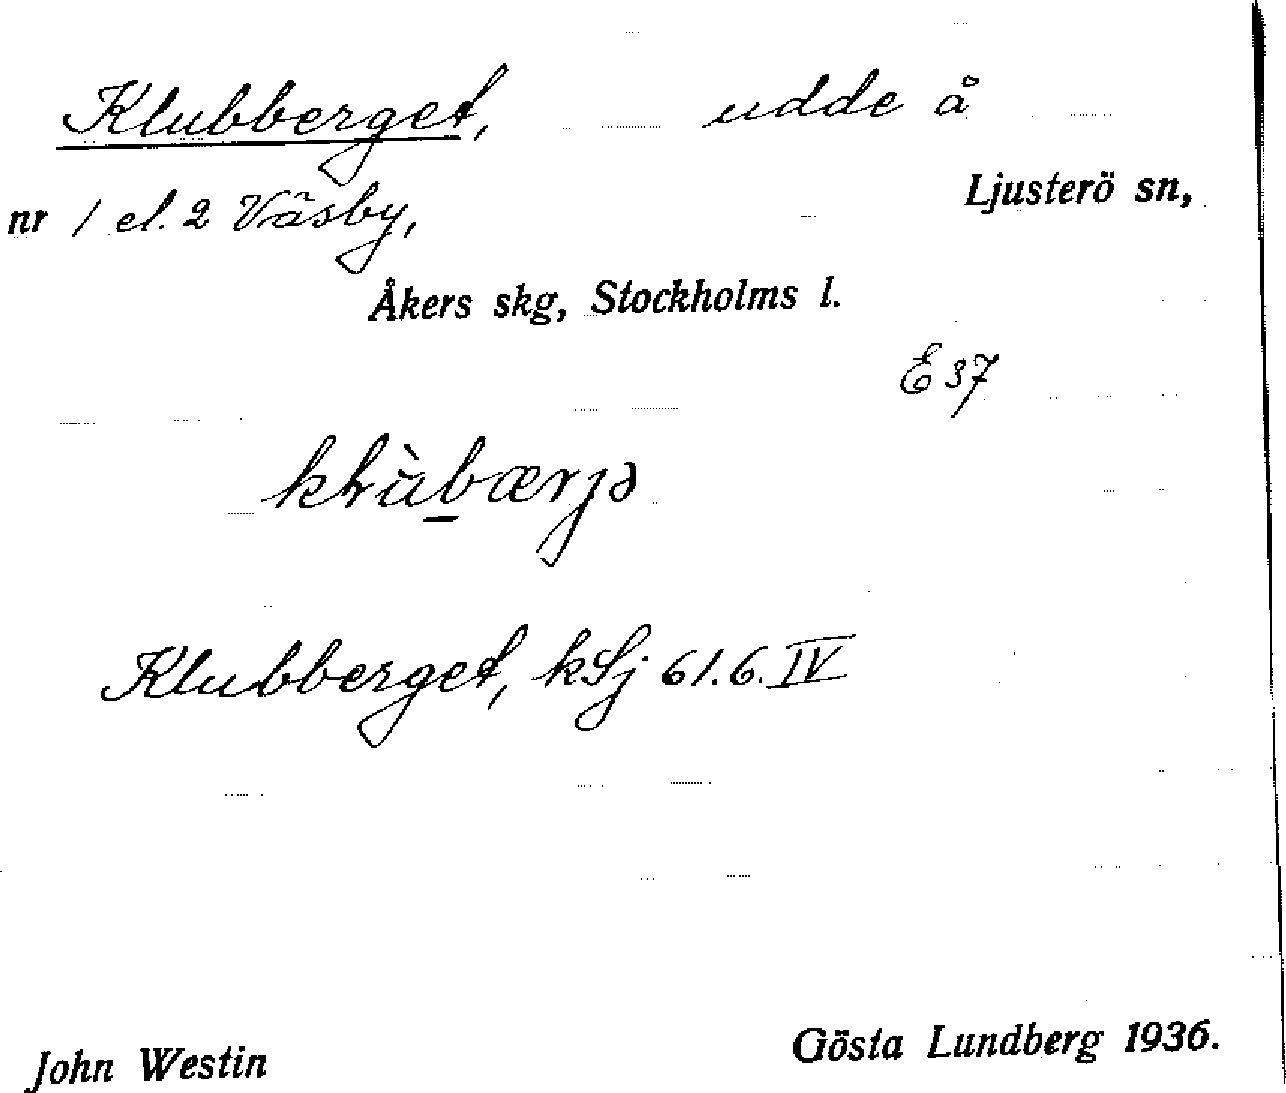 Klubberget, udde å
nr 1 el. 2 Väsby, Ljusterö sn,
Åkers skg, Stockholms l.
E 37
Klubberget, kSj 61.6.IV
John Westin Gösta Lundberg 1936.